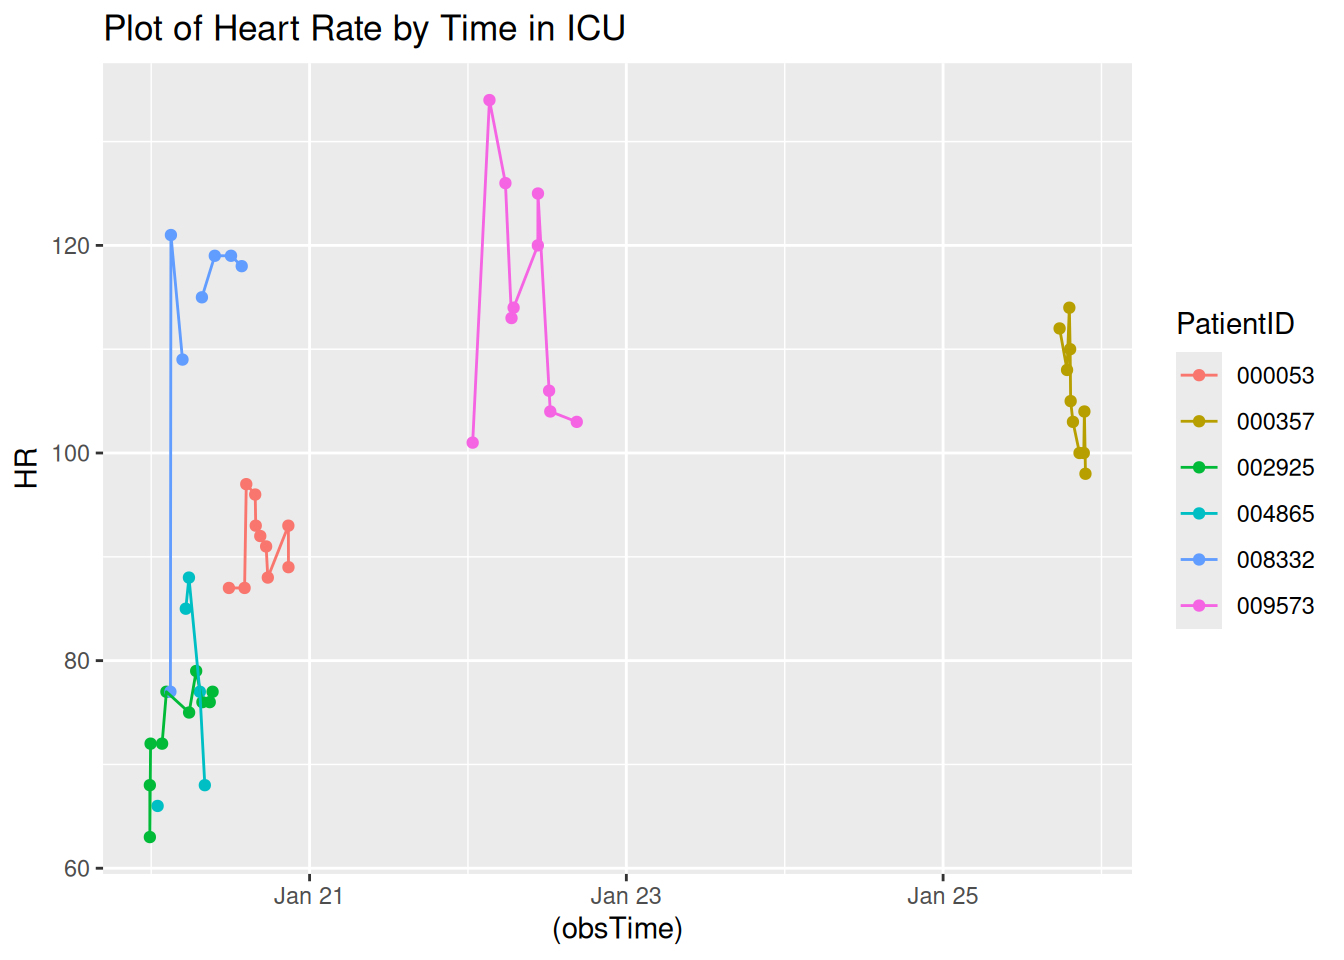 Plot of Heart Rate by Time in ICU
120
100
80
60
HR
Jan 21
Jan 23
Jan 25
(obsTime)
PatientID
000053
000357
002925
004865
008332
009573